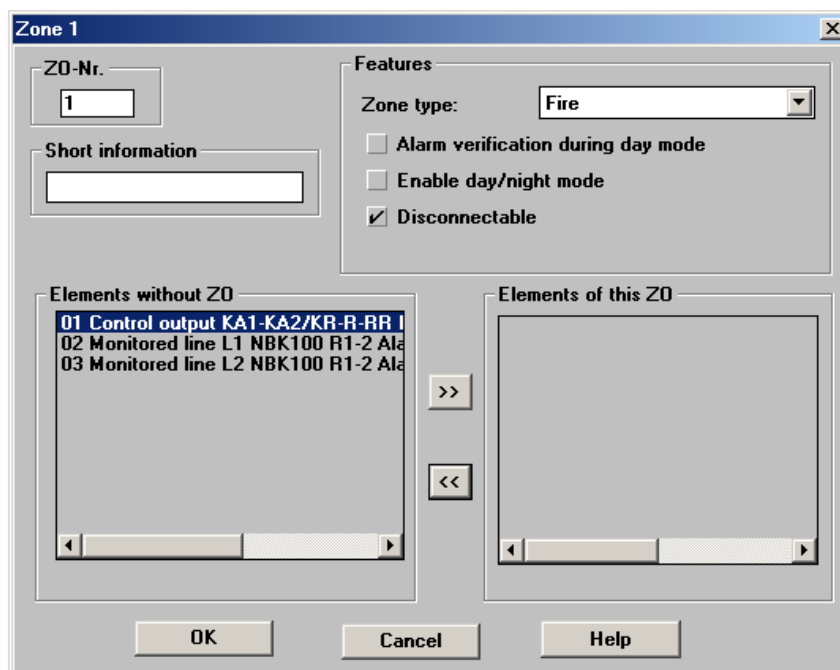 Zone 1
ZO-Nr.
1
Short information
Features
Zone type:
Fire
Alarm verification during day mode
Enable day/night mode
Disconnectable
Elements without ZO
01 Control output KA1-KA2/KR-R-RR I
02 Monitored line L1 NBK100 R1-2 Ala
03 Monitored line L2 NBK100 R1-2 Ala
>>
<<
Elements of this ZO
OK
Cancel
Help